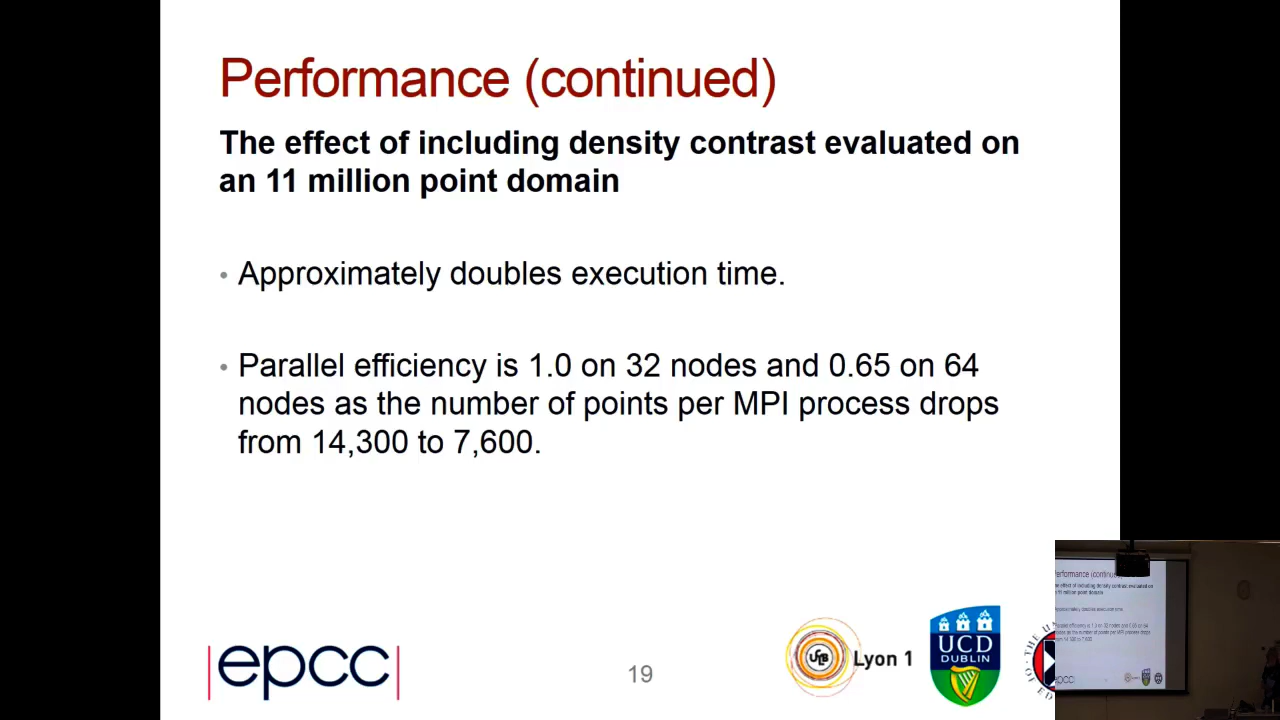 Performance (continued)
The effect of including density contrast evaluated on
an 11 million point domain
• Approximately doubles execution time.
• Parallel efficiency is 1.0 on 32 nodes and 0.65 on 64
nodes as the number of points per MPI process drops
from 14,300 to 7,600.
|epcc|
19
Lyon 1
UCD
DUBLIN